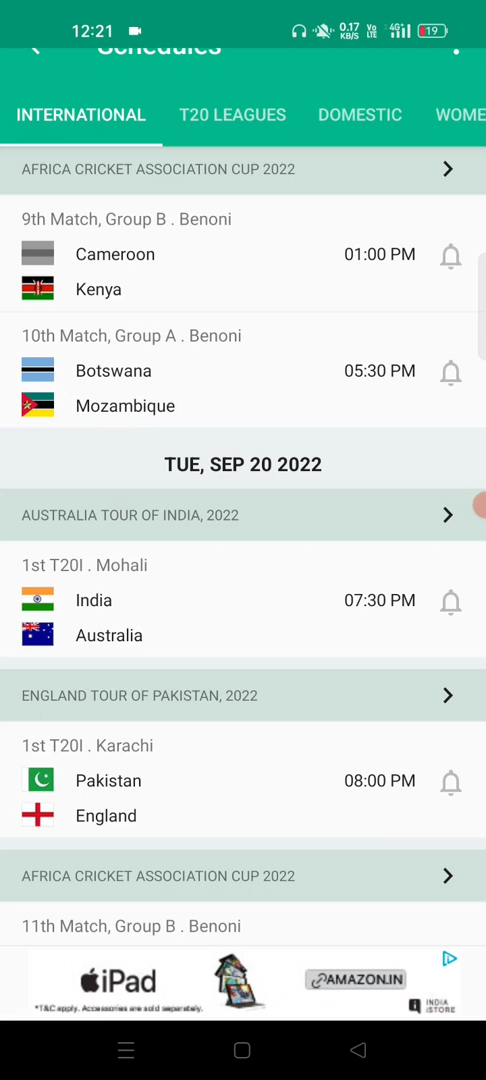 12:21 0.17 KB/S Vo LTE 4G+ 19
Schedules
INTERNATIONAL T20 LEAGUES DOMESTIC WOME
AFRICA CRICKET ASSOCIATION CUP 2022
9th Match, Group B . Benoni
Cameroon 01:00 PM
Kenya
10th Match, Group A . Benoni
Botswana 05:30 PM
Mozambique
TUE, SEP 20 2022
AUSTRALIA TOUR OF INDIA, 2022
1st T20I . Mohali
India 07:30 PM
Australia
ENGLAND TOUR OF PAKISTAN, 2022
1st T20I . Karachi
Pakistan 08:00 PM
England
AFRICA CRICKET ASSOCIATION CUP 2022
11th Match, Group B . Benoni
iPad AMAZON.IN
*T&C apply. Accessories are sold separately. INDIA iSTORE